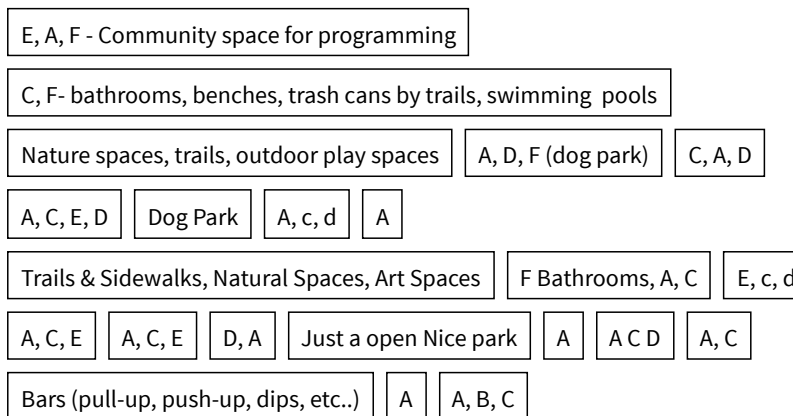 E, A, F - Community space for programming
C, F- bathrooms, benches, trash cans by trails, swimming  pools
Nature spaces, trails, outdoor play spaces A, D, F (dog park) C, A, D
A, C, E, D Dog Park A, c, d A
Trails & Sidewalks, Natural Spaces, Art Spaces F Bathrooms, A, C E, c, d
A, C, E A, C, E D, A Just a open Nice park A A C D A, C
Bars (pull-up, push-up, dips, etc..) A A, B, C